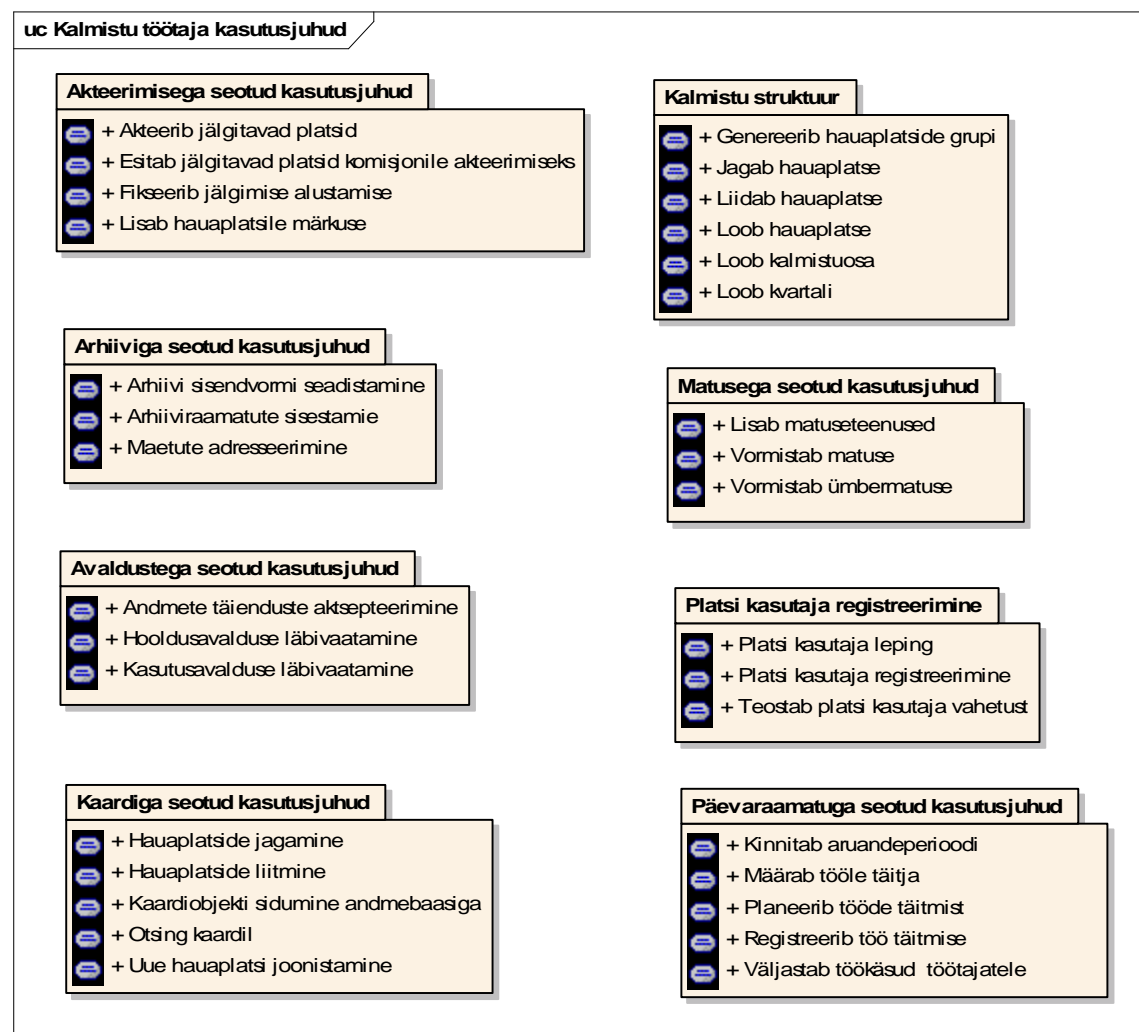 uc Kalmistu töötaja kasutusjuhud
Akteerimisega seotud kasutusjuhud
+ Akteerib jälgitavad platsid
+ Esitab jälgitavad platsid komisjonile akteerimiseks
+ Fikseerib jälgimise alustamise
+ Lisab hauaplatsile märkuse
Kalmistu struktuur
+ Genereerib hauaplatside grupi
+ Jagab hauaplatse
+ Liidab hauaplatse
+ Loob hauaplatse
+ Loob kalmistuosa
+ Loob kvartali
Arhiiviga seotud kasutusjuhud
+ Arhiivi sisendvormi seadistamine
+ Arhiiviraamatute sisestamie
+ Maetute adresseerimine
Matusega seotud kasutusjuhud
+ Lisab matuseteenused
+ Vormistab matuse
+ Vormistab ümbermatuse
Avaldustega seotud kasutusjuhud
+ Andmete täienduste aktsepteerimine
+ Hooldusavalduse läbivaatamine
+ Kasutusavalduse läbivaatamine
Platsi kasutaja registreerimine
+ Platsi kasutaja leping
+ Platsi kasutaja registreerimine
+ Teostab platsi kasutaja vahetust
Kaardiga seotud kasutusjuhud
+ Hauaplatside jagamine
+ Hauaplatside liitmine
+ Kaardiobjekti sidumine andmebaasiga
+ Otsing kaardil
+ Uue hauaplatsi joonistamine
Päevaraamatuga seotud kasutusjuhud
+ Kinnitab aruandeperioodi
+ Määrab tööle täitja
+ Planeerib tööde täitmist
+ Registreerib töö täitmise
+ Väljastab töökäsud töötajatele